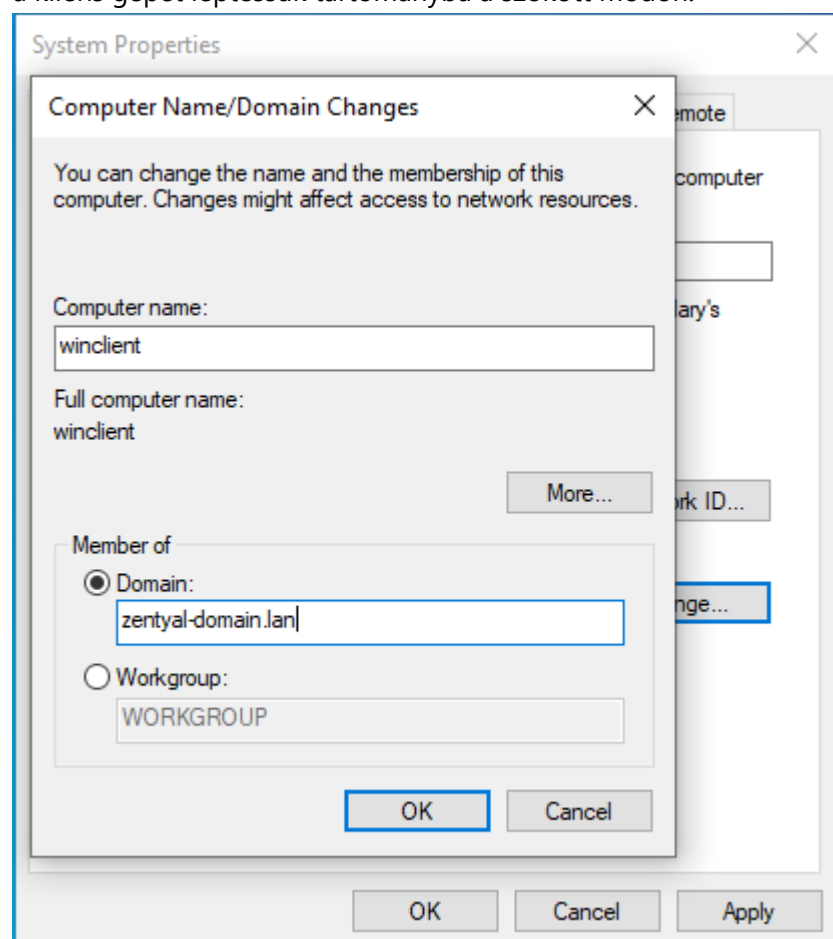 a kliens gépet léptessük tartományba a szokott módon.
System Properties
Computer Name/Domain Changes
emote
You can change the name and the membership of this
computer. Changes might affect access to network resources.
computer
Computer name:
lary's
winclient
Full computer name:
winclient
More...
ork ID...
Member of
Domain:
zentyal-domain.lan
nge...
Workgroup:
WORKGROUP
OK Cancel
OK Cancel Apply